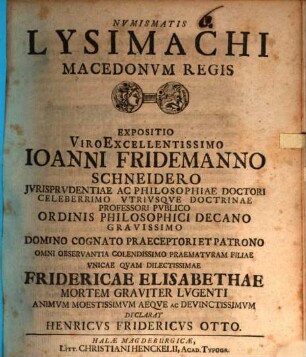 NVMISMATIS
LYSIMACHI
MACEDONVM REGIS
EXPOSITIO
VIRO EXCELLENTISSIMO
IOANNI FRIDEMANNO
SCHNEIDERO
JVRISPRVDENTIAE AC PHILOSOPHIAE DOCTORI
CELEBERRIMO VTRIVSQVE DOCTRINAE
PROFESSORI PVBLICO
ORDINIS PHILOSOPHICI DECANO
GRAVISSIMO
DOMINO COGNATO PRAECEPTORI ET PATRONO
OMNI OBSERVANTIA COLENDISSIMO PRAEMATVRAM FILIAE
VNICAE QVAM DILECTISSIMAE
FRIDERICAE ELISABETHAE
MORTEM GRAVITER LVGENTI
ANIMVM MOESTISSIMVM AEQVE AC DEVINCTISSIMVM
DECLARAT
HENRICVS FRIDERICVS OTTO.
HALAE MAGDEBVRGICAE,
LITT. CHRISTIANI HENCKELII, ACAD. TYPOGR.